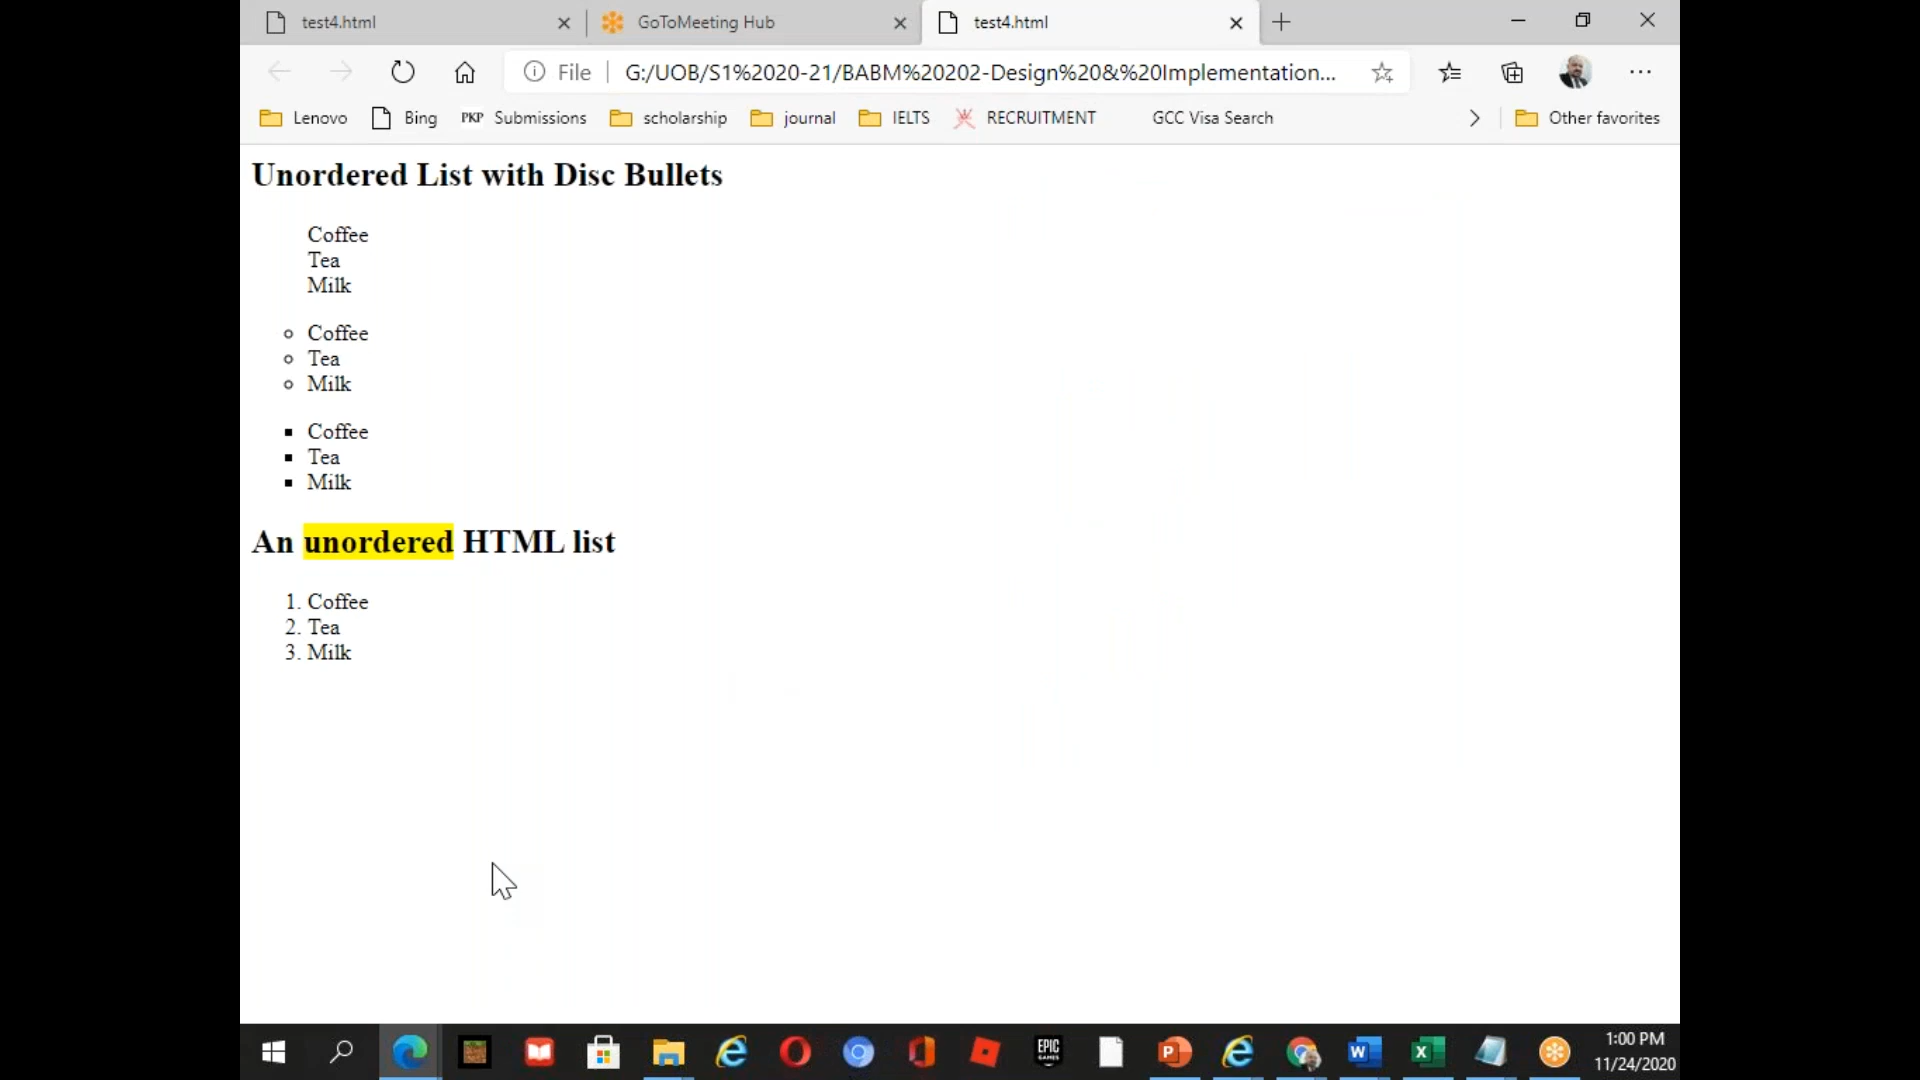 test4.html
GoToMeeting Hub
test4.html
File
G:/UOB/S1%2020-21/BABM%20202-Design%20&%20Implementation...
Lenovo
Bing
PKP Submissions
scholarship
journal
IELTS
RECRUITMENT
GCC Visa Search
Other favorites
Unordered List with Disc Bullets
Coffee
Tea
Milk
Coffee
Tea
Milk
Coffee
Tea
Milk
An unordered HTML list
1. Coffee
2. Tea
3. Milk
EPIC
GAMES
P
W
X
1:00 PM
11/24/2020